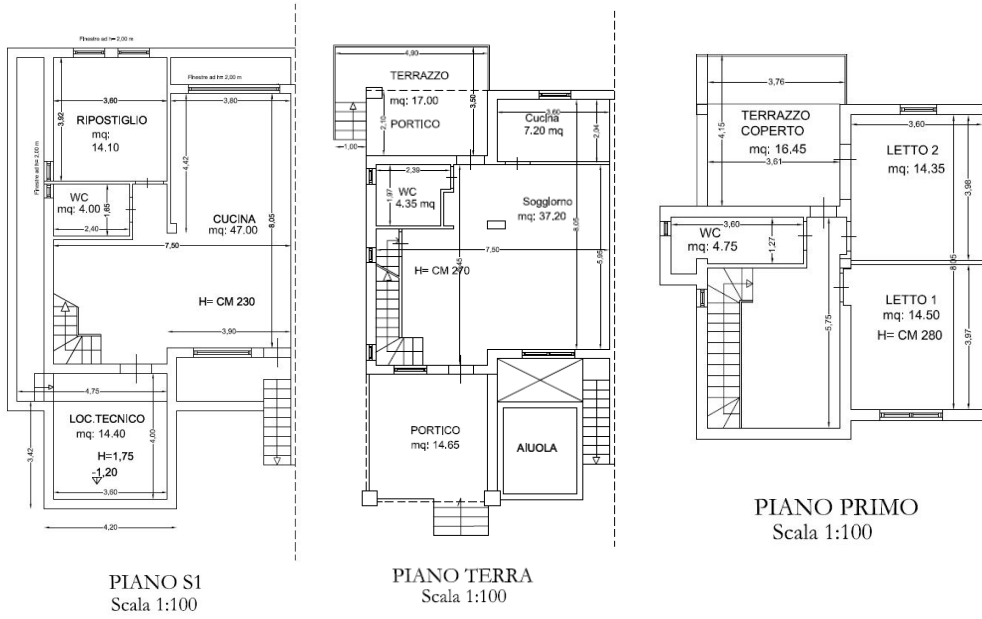 Finestre ad h= 2,00 m
Finestre ad h= 2,00 m
Finestre ad h= 2,00 m
3,60
3,80
3,92
RIPOSTIGLIO
mq:
14.10
4,42
WC
mq: 4.00
1,65
2,40
CUCINA
mq: 47.00
8,05
7,50
H= CM 230
3,90
4,75
LOC.TECNICO
mq: 14.40
4,00
H=1,75
-1,20
3,42
3,60
4,20
PIANO S1
Scala 1:100
4,90
TERRAZZO
mq: 17.00
3,50
PORTICO
2,10
1,00
3,60
Cucina
7.20 mq
2,04
2,39
WC
4.35 mq
1,97
Soggiorno
mq: 37,20
8,05
7,50
5,95
H= CM 270
PORTICO
mq: 14.65
AIUOLA
PIANO TERRA
Scala 1:100
3,76
TERRAZZO
COPERTO
mq: 16.45
4,15
3,61
3,60
LETTO 2
mq: 14.35
3,98
3,60
WC
mq: 4.75
1,27
8,05
LETTO 1
mq: 14.50
H= CM 280
5,75
3,97
PIANO PRIMO
Scala 1:100